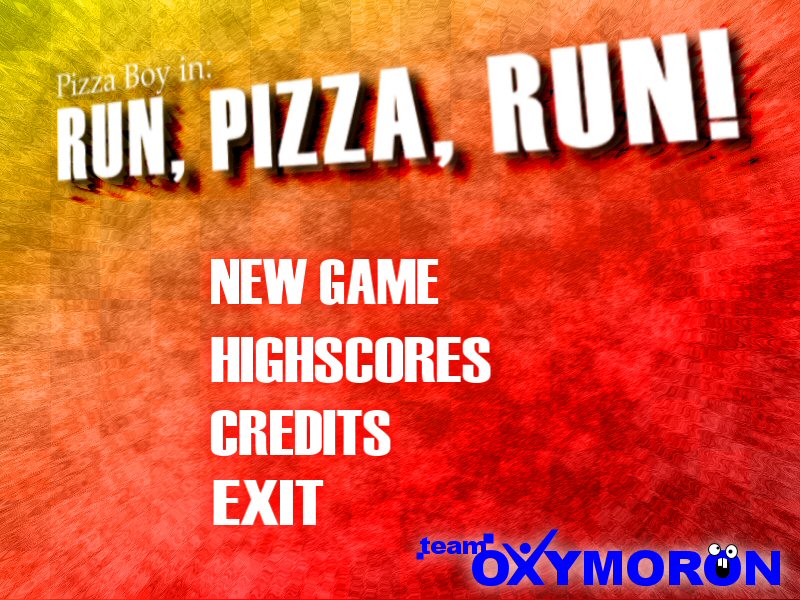 Pizza Boy in:
RUN, PIZZA, RUN!
NEW GAME
HIGHSCORES
CREDITS
EXIT
team
OXYMORON